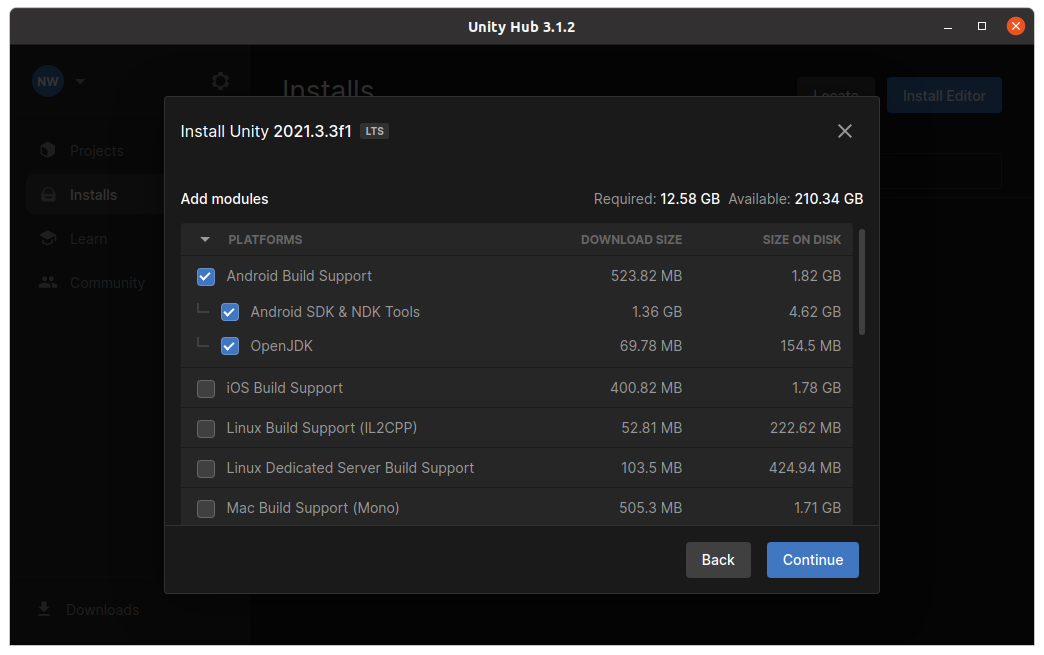 Unity Hub 3.1.2
NW
Installs
Locate
Install Editor
Install Unity 2021.3.3f1 LTS
Projects
Installs
Learn
Community
Add modules
Required: 12.58 GB Available: 210.34 GB
PLATFORMS DOWNLOAD SIZE SIZE ON DISK
Android Build Support 523.82 MB 1.82 GB
Android SDK & NDK Tools 1.36 GB 4.62 GB
OpenJDK 69.78 MB 154.5 MB
iOS Build Support 400.82 MB 1.78 GB
Linux Build Support (IL2CPP) 52.81 MB 222.62 MB
Linux Dedicated Server Build Support 103.5 MB 424.94 MB
Mac Build Support (Mono) 505.3 MB 1.71 GB
Back
Continue
Downloads